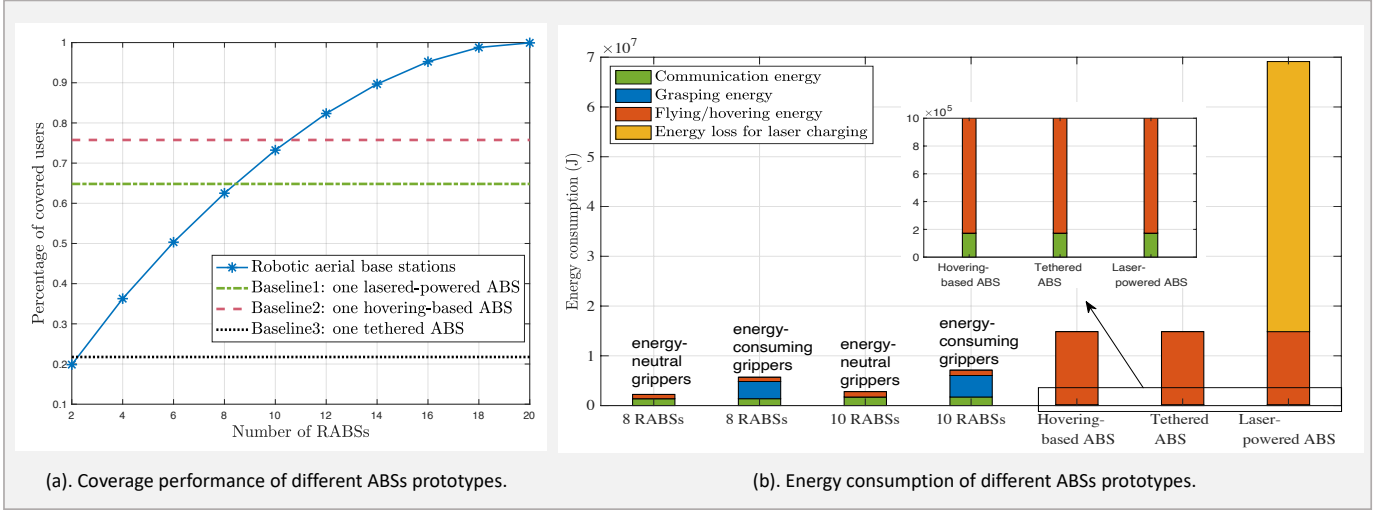 1
0.9
0.8
0.7
0.6
0.5
0.4
0.3
0.2
0.1
Percentage of covered users
Robotic aerial base stations
Baseline1: one lasered-powered ABS
Baseline2: one hovering-based ABS
Baseline3: one tethered ABS
2 4 6 8 10 12 14 16 18 20
Number of RABSs
(a). Coverage performance of different ABSs prototypes.
×10⁷
7
6
5
4
3
2
1
0
Energy consumption (J)
Communication energy
Grasping energy
Flying/hovering energy
Energy loss for laser charging
×10⁵
10
8
6
4
2
0
Hovering-
based ABS
Tethered
ABS
Laser-
powered ABS
energy-
neutral
grippers
energy-
consuming
grippers
energy-
neutral
grippers
energy-
consuming
grippers
8 RABSs
8 RABSs
10 RABSs
10 RABSs
Hovering-
based ABS
Tethered
ABS
Laser-
powered ABS
(b). Energy consumption of different ABSs prototypes.